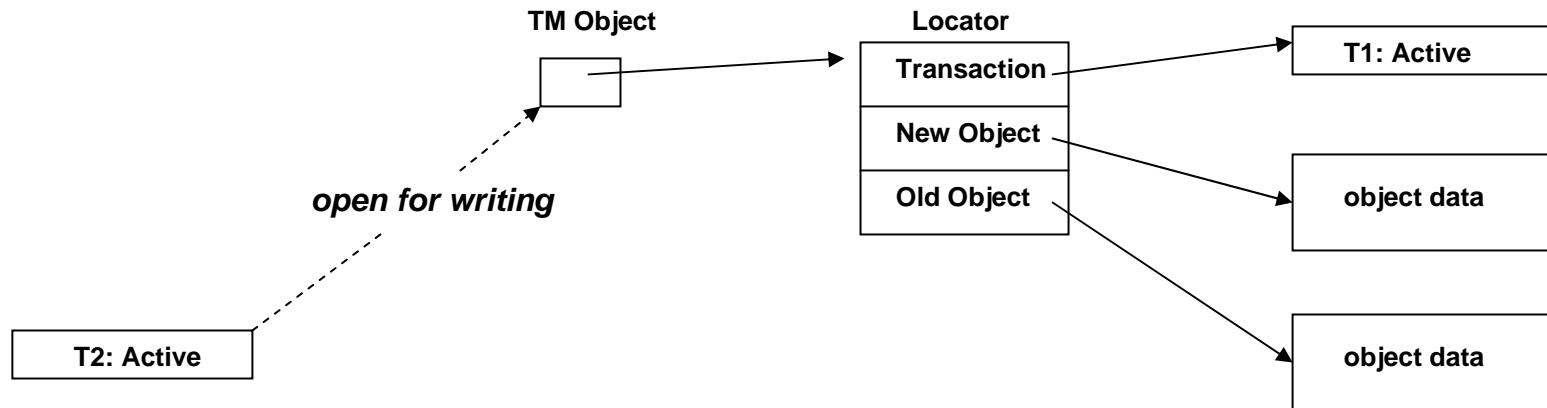 TM Object
Locator
Transaction
T1: Active
New Object
open for writing
Old Object
object data
T2: Active
object data